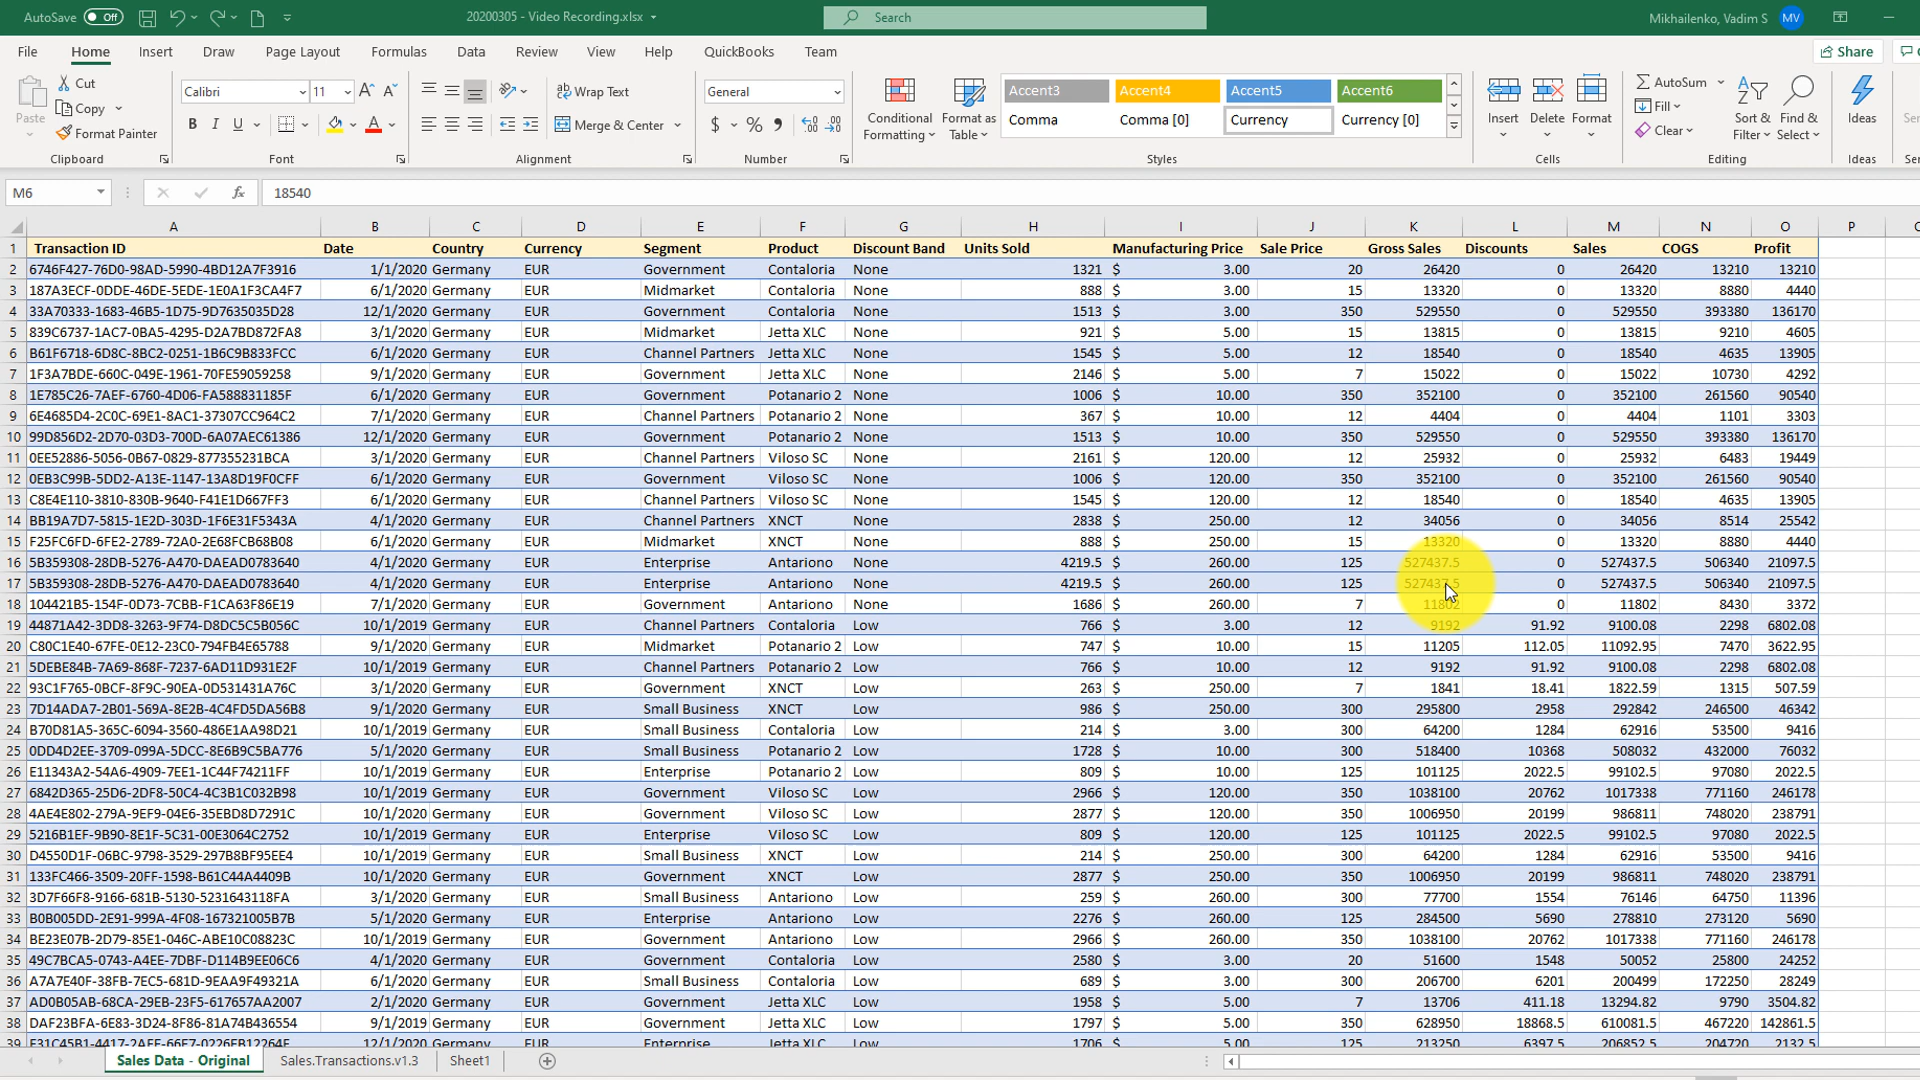 AutoSave Off 20200305 - Video Recording.xlsx Search Mikhailenko, Vadim S MV
File Home Insert Draw Page Layout Formulas Data Review View Help QuickBooks Team Share
Cut Calibri 11 Wrap Text General Accent3 Accent4 Accent5 Accent6 AutoSum
Paste Copy Merge & Center Conditional Formatting Format as Table Comma Comma [0] Currency Currency [0] Insert Delete Format Fill Sort & Filter Find & Select Ideas
Format Painter Clear
Clipboard Font Alignment Number Styles Cells Editing Ideas
M6 fx 18540
A B C D E F G H I J K L M N O P
1 Transaction ID Date Country Currency Segment Product Discount Band Units Sold Manufacturing Price Sale Price Gross Sales Discounts Sales COGS Profit
2 6746F427-76D0-98AD-5990-4BD12A7F3916 1/1/2020 Germany EUR Government Contaloria None 1321 $ 3.00 20 26420 0 26420 13210 13210
3 187A3ECF-0DDE-46DE-5EDE-1E0A1F3CA4F7 6/1/2020 Germany EUR Midmarket Contaloria None 888 $ 3.00 15 13320 0 13320 8880 4440
4 33A70333-1683-46B5-1D75-9D7635035D28 12/1/2020 Germany EUR Government Contaloria None 1513 $ 3.00 350 529550 0 529550 393380 136170
5 839C6737-1AC7-0BA5-4295-D2A7BD872FA8 3/1/2020 Germany EUR Midmarket Jetta XLC None 921 $ 5.00 15 13815 0 13815 9210 4605
6 B61F6718-6D8C-8BC2-0251-1B6C9B833FCC 6/1/2020 Germany EUR Channel Partners Jetta XLC None 1545 $ 5.00 12 18540 0 18540 4635 13905
7 1F3A7BDE-660C-049E-1961-70FE59059258 9/1/2020 Germany EUR Government Jetta XLC None 2146 $ 5.00 7 15022 0 15022 10730 4292
8 1E785C26-7AEF-6760-4D06-FA588831185F 6/1/2020 Germany EUR Government Potanario 2 None 1006 $ 10.00 350 352100 0 352100 261560 90540
9 6E4685D4-2C0C-69E1-8AC1-37307CC964C2 7/1/2020 Germany EUR Channel Partners Potanario 2 None 367 $ 10.00 12 4404 0 4404 1101 3303
10 99D856D2-2D70-03D3-700D-6A07AEC61386 12/1/2020 Germany EUR Government Potanario 2 None 1513 $ 10.00 350 529550 0 529550 393380 136170
11 0EE52886-5056-0B67-0829-877355231BCA 3/1/2020 Germany EUR Channel Partners Viloso SC None 2161 $ 120.00 12 25932 0 25932 6483 19449
12 0EB3C99B-5DD2-A13E-1147-13A8D19F0CFF 6/1/2020 Germany EUR Government Viloso SC None 1006 $ 120.00 350 352100 0 352100 261560 90540
13 C8E4E110-3810-830B-9640-F41E1D667FF3 6/1/2020 Germany EUR Channel Partners Viloso SC None 1545 $ 120.00 12 18540 0 18540 4635 13905
14 BB19A7D7-5815-1E2D-303D-1F6E31F5343A 4/1/2020 Germany EUR Channel Partners XNCT None 2838 $ 250.00 12 34056 0 34056 8514 25542
15 F25FC6FD-6FE2-2789-72A0-2E68FCB68B08 6/1/2020 Germany EUR Midmarket XNCT None 888 $ 250.00 15 13320 0 13320 8880 4440
16 5B359308-28DB-5276-A470-DAEAD0783640 4/1/2020 Germany EUR Enterprise Antariono None 4219.5 $ 260.00 125 527437.5 0 527437.5 506340 21097.5
17 5B359308-28DB-5276-A470-DAEAD0783640 4/1/2020 Germany EUR Enterprise Antariono None 4219.5 $ 260.00 125 527437.5 0 527437.5 506340 21097.5
18 104421B5-154F-0D73-7CBB-F1CA63F86E19 7/1/2020 Germany EUR Government Antariono None 1686 $ 260.00 7 11802 0 11802 8430 3372
19 44871A42-3DD8-3263-9F74-D8DC5C5B056C 10/1/2019 Germany EUR Channel Partners Contaloria Low 766 $ 3.00 12 9192 91.92 9100.08 2298 6802.08
20 C80C1E40-67FE-0E12-23C0-794FB4E65788 9/1/2020 Germany EUR Midmarket Potanario 2 Low 747 $ 10.00 15 11205 112.05 11092.95 7470 3622.95
21 5DEBE84B-7A69-868F-7237-6AD11D931E2F 10/1/2019 Germany EUR Channel Partners Potanario 2 Low 766 $ 10.00 12 9192 91.92 9100.08 2298 6802.08
22 93C1F765-0BCF-8F9C-90EA-0D531431A76C 3/1/2020 Germany EUR Government XNCT Low 263 $ 250.00 7 1841 18.41 1822.59 1315 507.59
23 7D14ADA7-2B01-569A-8E2B-4C4FD5DA56B8 9/1/2020 Germany EUR Small Business XNCT Low 986 $ 250.00 300 295800 2958 292842 246500 46342
24 B70D81A5-365C-6094-3560-486E1AA98D21 10/1/2019 Germany EUR Small Business Contaloria Low 214 $ 3.00 300 64200 1284 62916 53500 9416
25 0DD4D2EE-3709-099A-5DCC-8E6B9C5BA776 5/1/2020 Germany EUR Small Business Potanario 2 Low 1728 $ 10.00 300 518400 10368 508032 432000 76032
26 E11343A2-54A6-4909-7EE1-1C44F74211FF 10/1/2019 Germany EUR Enterprise Potanario 2 Low 809 $ 10.00 125 101125 2022.5 99102.5 97080 2022.5
27 6842D365-25D6-2DF8-50C4-4C3B1C032B98 10/1/2019 Germany EUR Government Viloso SC Low 2966 $ 120.00 350 1038100 20762 1017338 771160 246178
28 4AE4E802-279A-9EF9-04E6-35EBD8D7291C 10/1/2020 Germany EUR Government Viloso SC Low 2877 $ 120.00 350 1006950 20199 986811 748020 238791
29 5216B1EF-9B90-8E1F-5C31-00E3064C2752 10/1/2019 Germany EUR Enterprise Viloso SC Low 809 $ 120.00 125 101125 2022.5 99102.5 97080 2022.5
30 D4550D1F-06BC-9798-3529-297B8BF95EE4 10/1/2019 Germany EUR Small Business XNCT Low 214 $ 250.00 300 64200 1284 62916 53500 9416
31 133FC466-3509-20FF-1598-B61C44A4409B 10/1/2020 Germany EUR Government XNCT Low 2877 $ 250.00 350 1006950 20199 986811 748020 238791
32 3D7F66F8-9166-681B-5130-5231643118FA 3/1/2020 Germany EUR Small Business Antariono Low 259 $ 260.00 300 77700 1554 76146 64750 11396
33 B0B005DD-2E91-999A-4F08-167321005B7B 5/1/2020 Germany EUR Enterprise Antariono Low 2276 $ 260.00 125 284500 5690 278810 273120 5690
34 BE23E07B-2D79-85E1-046C-ABE10C08823C 10/1/2019 Germany EUR Government Antariono Low 2966 $ 260.00 350 1038100 20762 1017338 771160 246178
35 49C7BCA5-0743-A4EE-7DBF-D114B9EE06C6 4/1/2020 Germany EUR Government Contaloria Low 2580 $ 3.00 20 51600 1548 50052 25800 24252
36 A7A7E40F-38FB-7EC5-681D-9EAA9F49321A 6/1/2020 Germany EUR Small Business Contaloria Low 689 $ 3.00 300 206700 6201 200499 172250 28249
37 AD0B05AB-68CA-29EB-23F5-617657AA2007 2/1/2020 Germany EUR Government Jetta XLC Low 1958 $ 5.00 7 13706 411.18 13294.82 9790 3504.82
38 DAF23BFA-6E83-3D24-8F86-81A74B436554 9/1/2019 Germany EUR Government Jetta XLC Low 1797 $ 5.00 350 628950 18868.5 610081.5 467220 142861.5
39 12/1/2020 Germany EUR Enterprise Jetta XLC Low 1706 $ 5.00 125 213250 6397.5 206852.5 204720 2132.5
Sales Data - Original Sales.Transactions.v1.3 Sheet1